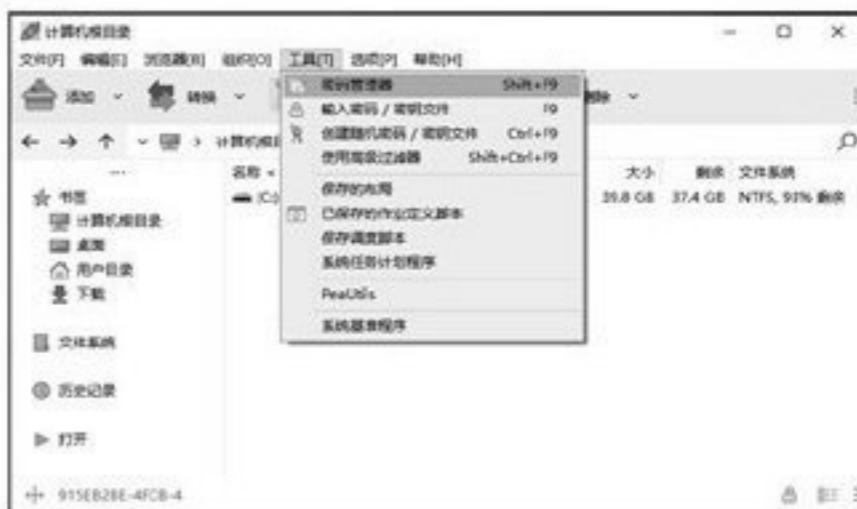 计算机根目录
文件[F] 编辑[E] 浏览器[B] 组织[O] 工具[T] 选项[P] 帮助[H]
添加 转换 删除
密码管理器 Shift+F9
输入密码 / 密钥文件 F9
创建随机密码 / 密钥文件 Ctrl+F9
使用高级过滤器 Shift+Ctrl+F9
保存的布局
已保存的作业定义脚本
保存调度脚本
系统任务计划程序
PeaUtils
系统基准程序
计算机根目录
名称 大小 剩余 文件系统
(C:) 39.8 GB 37.4 GB NTFS, 93% 剩余
...
书签
计算机根目录
桌面
用户目录
下载
文件系统
历史记录
打开
915EB2BE-4FCB-4